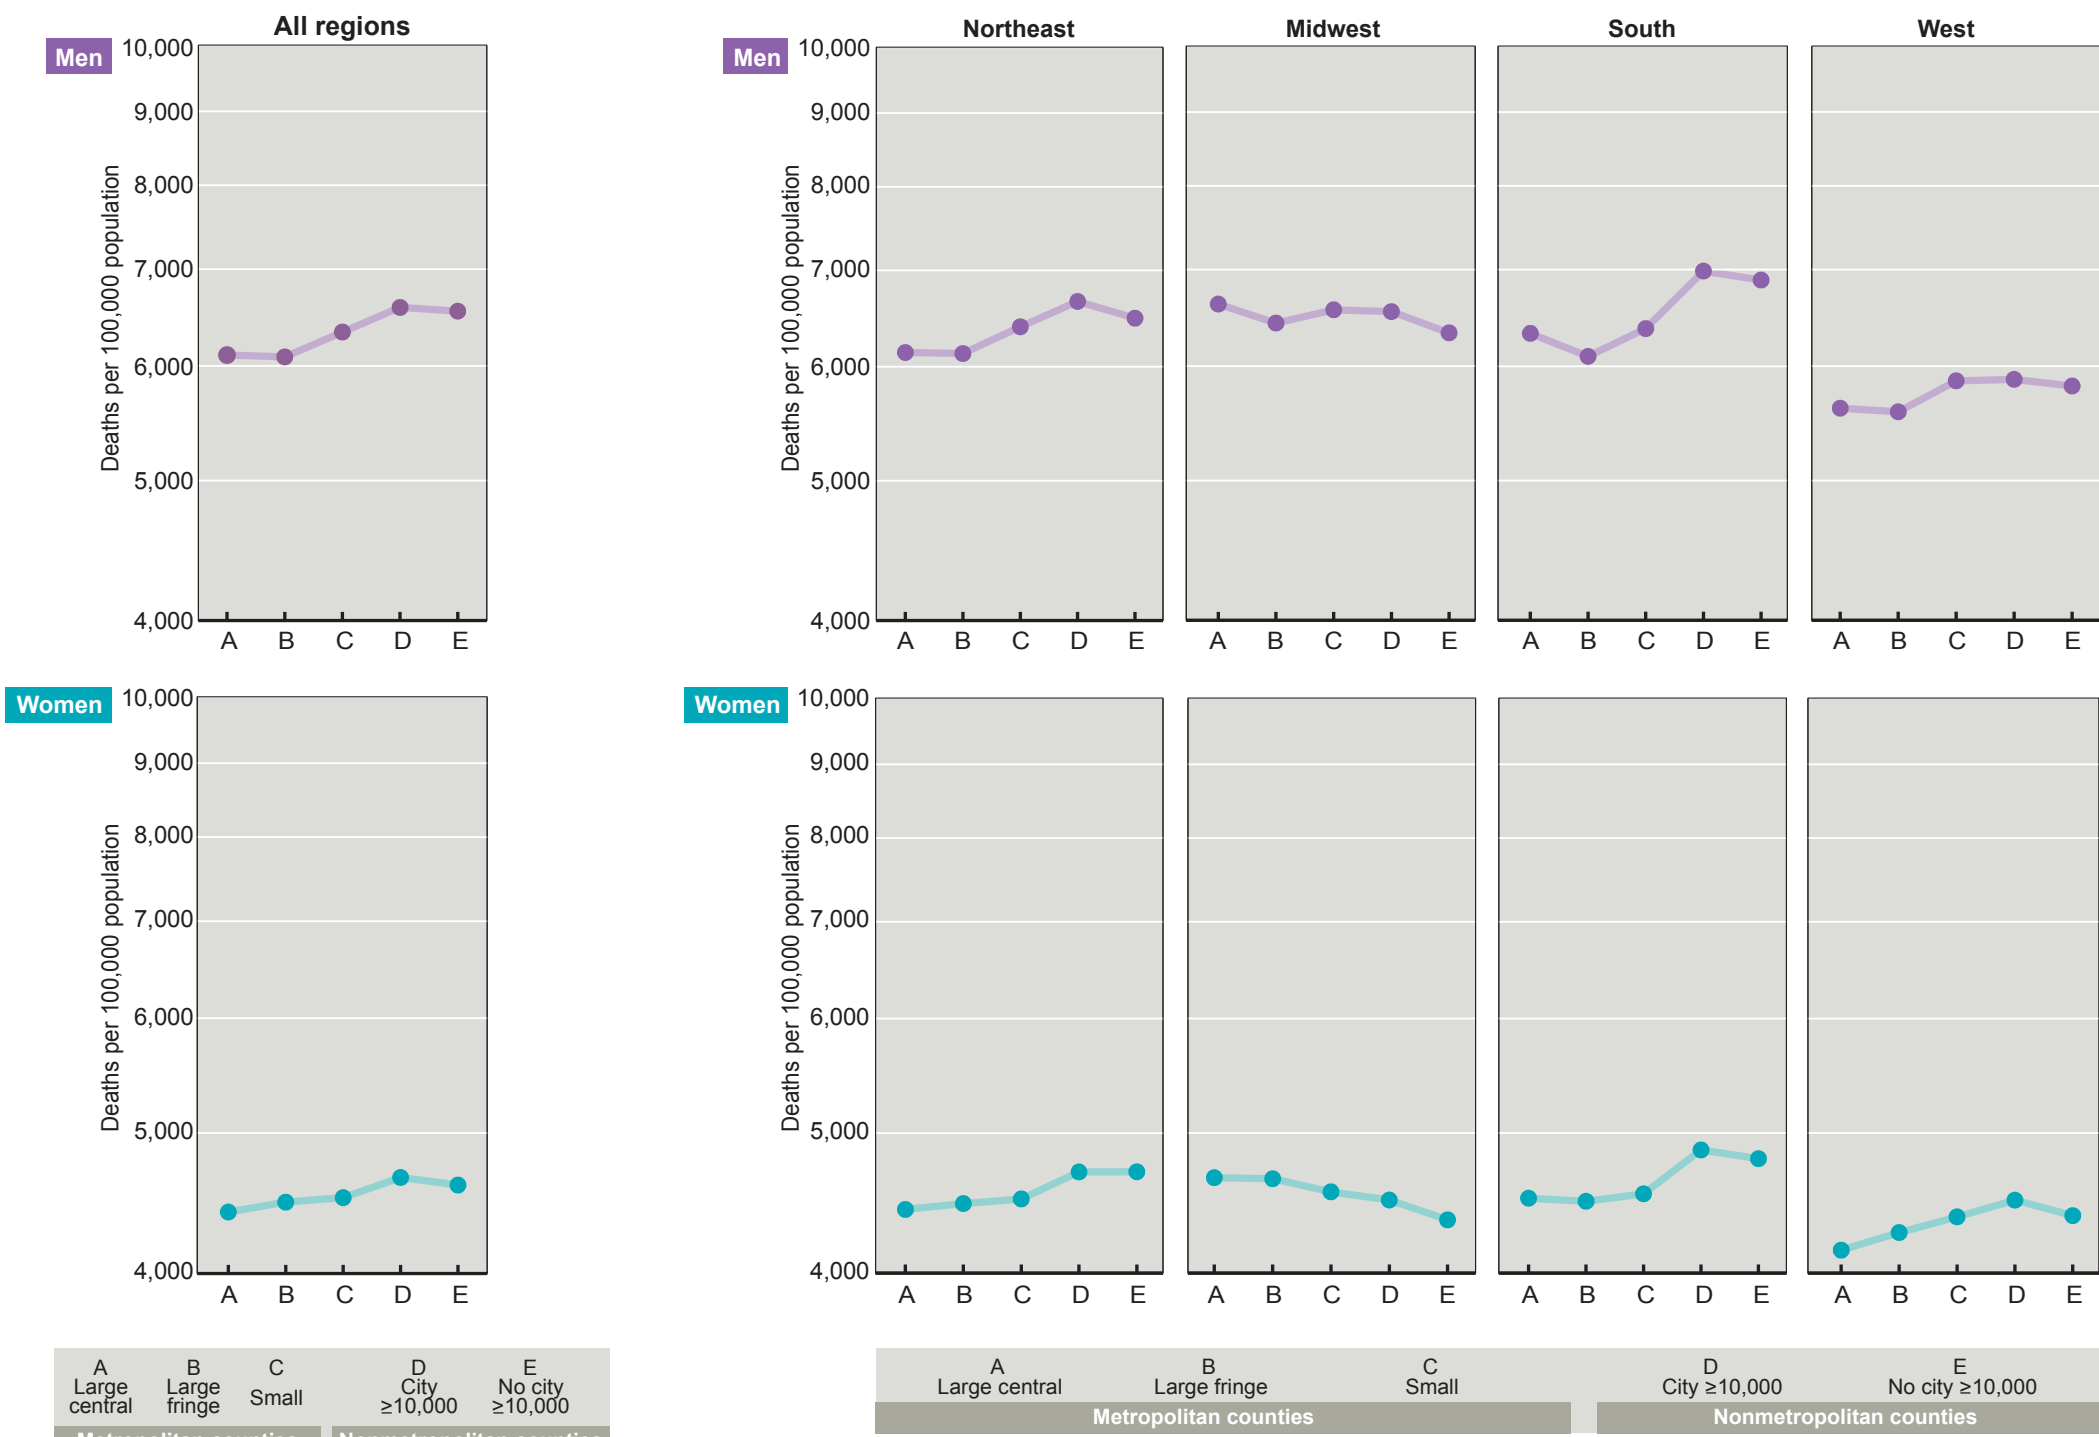 All regions
Men
10,000
9,000
8,000
7,000
6,000
5,000
4,000
Deaths per 100,000 population
A B C D E
Women
10,000
9,000
8,000
7,000
6,000
5,000
4,000
Deaths per 100,000 population
A B C D E
A B C D E
Large central Large fringe Small City ≥10,000 No city ≥10,000
Metropolitan counties Nonmetropolitan counties
Northeast Midwest South West
Men
10,000
9,000
8,000
7,000
6,000
5,000
4,000
Deaths per 100,000 population
A B C D E A B C D E A B C D E A B C D E
Women
10,000
9,000
8,000
7,000
6,000
5,000
4,000
Deaths per 100,000 population
A B C D E A B C D E A B C D E A B C D E
A B C D E
Large central Large fringe Small City ≥10,000 No city ≥10,000
Metropolitan counties Nonmetropolitan counties